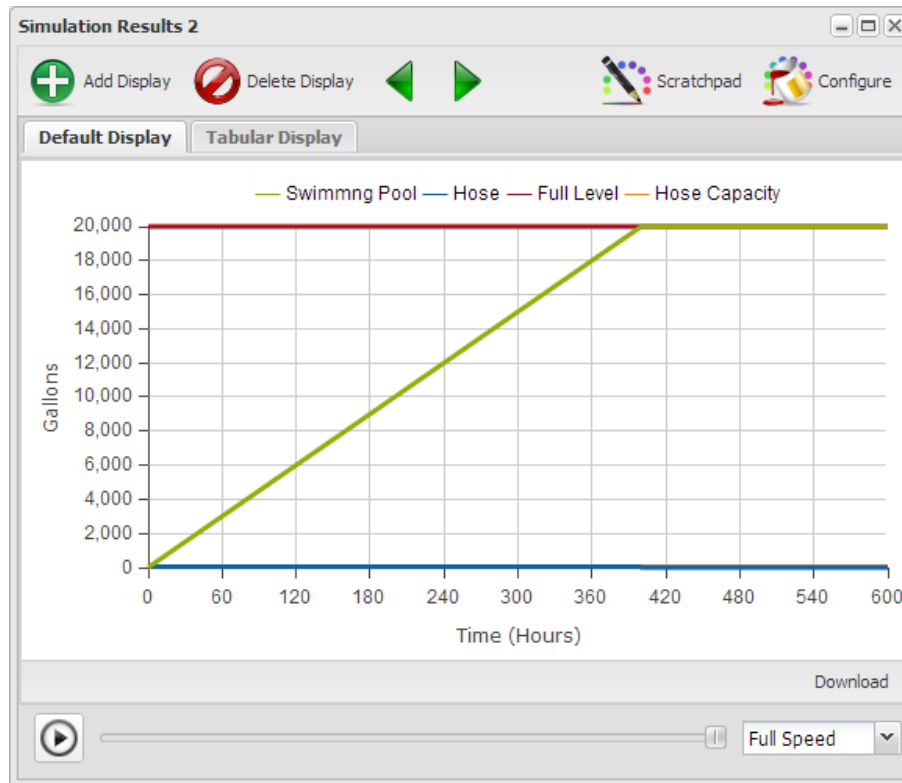 Simulation Results 2
Add Display Delete Display Scratchpad Configure
Default Display Tabular Display
Swimmng Pool Hose Full Level Hose Capacity
20,000
18,000
16,000
14,000
12,000
10,000
8,000
6,000
4,000
2,000
0
Gallons
0 60 120 180 240 300 360 420 480 540 600
Time (Hours)
Download
Full Speed